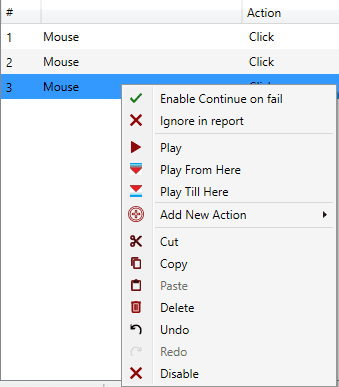 # Action
1 Mouse Click
2 Mouse Click
3 Mouse
Enable Continue on fail
Ignore in report
Play
Play From Here
Play Till Here
Add New Action
Cut
Copy
Paste
Delete
Undo
Redo
Disable